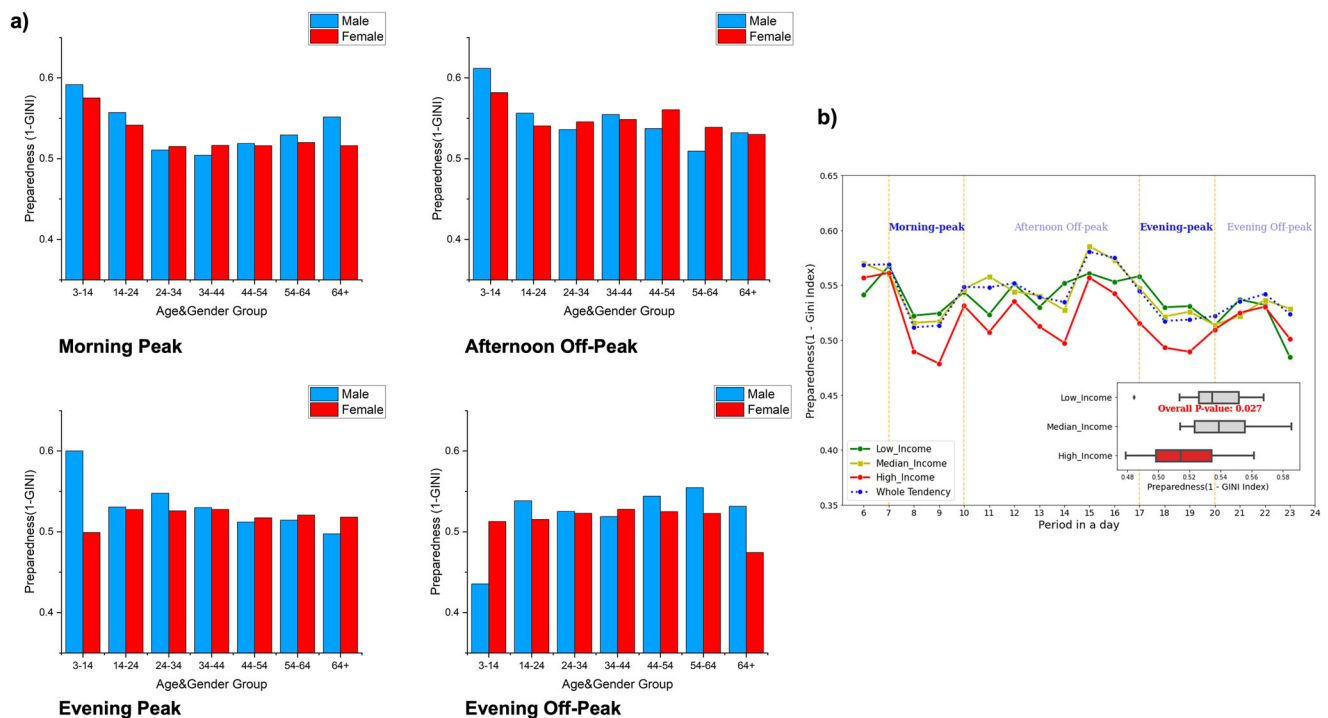 a)
Male
Female
Preparedness (1-GINI)
0.6
0.5
0.4
3-14 14-24 24-34 34-44 44-54 54-64 64+
Age&Gender Group
Morning Peak
Male
Female
Preparedness(1-GINI)
0.6
0.5
0.4
3-14 14-24 24-34 34-44 44-54 54-64 64+
Age&Gender Group
Afternoon Off-Peak
Male
Female
Preparedness(1-GINI)
0.6
0.5
0.4
3-14 14-24 24-34 34-44 44-54 54-64 64+
Age&Gender Group
Evening Peak
Male
Female
Preparedness(1-GINI)
0.6
0.5
0.4
3-14 14-24 24-34 34-44 44-54 54-64 64+
Age&Gender Group
Evening Off-Peak
b)
Preparedness(1 - Gini Index)
0.65
0.60
0.55
0.50
0.45
0.40
0.35
Morning-peak Afternoon Off-peak Evening-peak Evening Off-peak
Low_Income
Median_Income
High_Income
Whole Tendency
Low_Income
Overall P-value: 0.027
Median_Income
High_Income
0.48 0.50 0.52 0.54 0.56 0.58
Preparedness(1 - GINI Index)
6 7 8 9 10 11 12 13 14 15 16 17 18 19 20 21 22 23 24
Period in a day